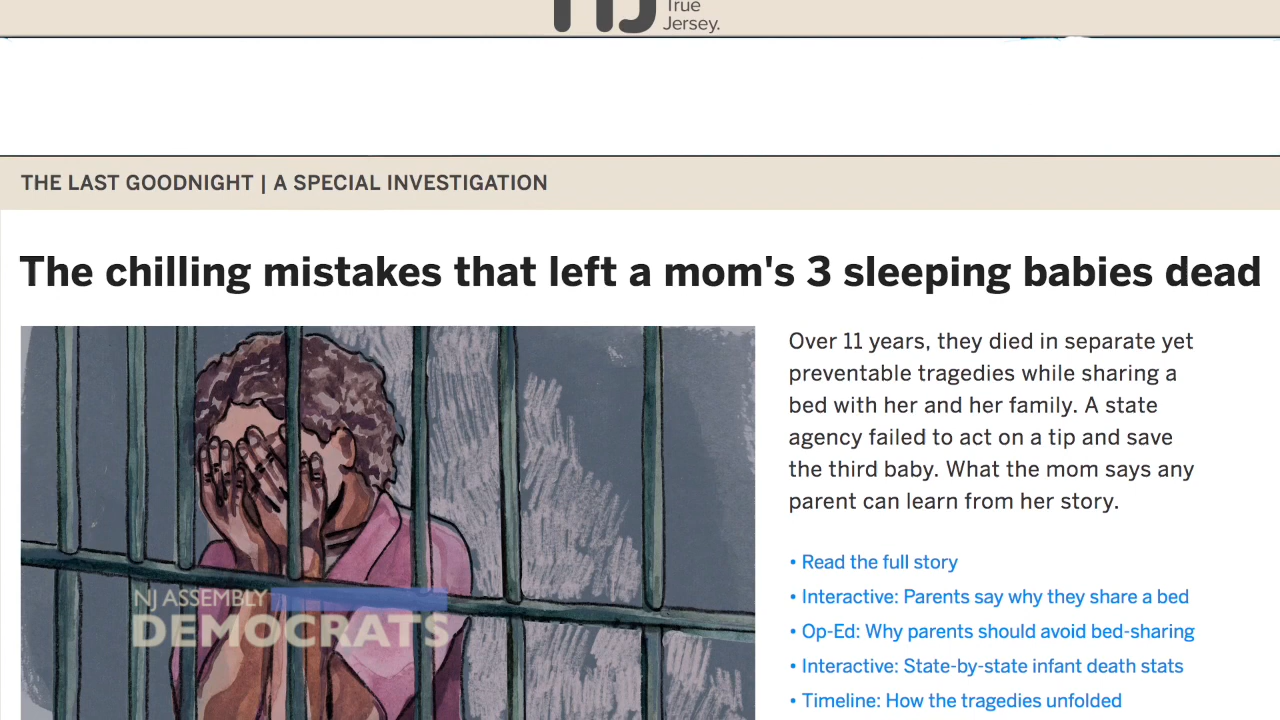 True
Jersey.
THE LAST GOODNIGHT | A SPECIAL INVESTIGATION
The chilling mistakes that left a mom's 3 sleeping babies dead
Over 11 years, they died in separate yet
preventable tragedies while sharing a
bed with her and her family. A state
agency failed to act on a tip and save
the third baby. What the mom says any
parent can learn from her story.
• Read the full story
• Interactive: Parents say why they share a bed
• Op-Ed: Why parents should avoid bed-sharing
• Interactive: State-by-state infant death stats
• Timeline: How the tragedies unfolded
NJ ASSEMBLY
DEMOCRATS